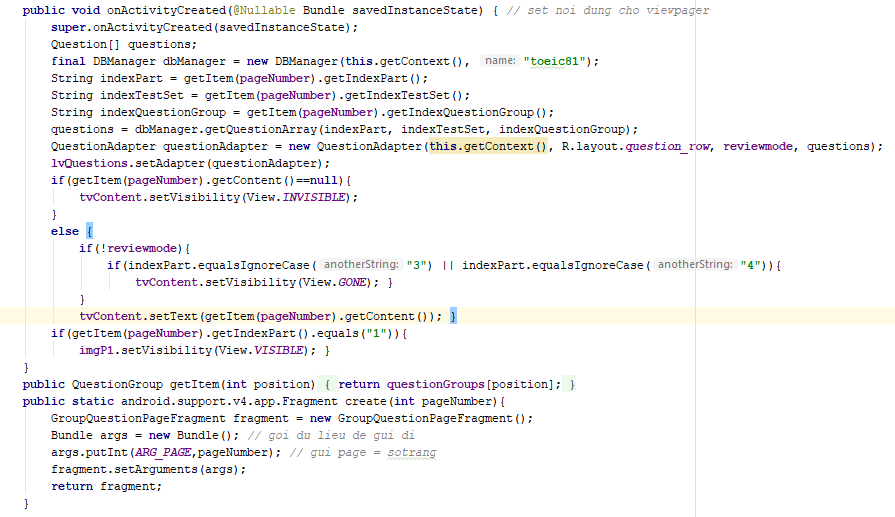 public void onActivityCreated(@Nullable Bundle savedInstanceState) { // set noi dung cho viewpager
super.onActivityCreated(savedInstanceState);
Question[] questions;
final DBManager dbManager = new DBManager(this.getContext(), name: "toeic81");
String indexPart = getItem(pageNumber).getIndexPart();
String indexTestSet = getItem(pageNumber).getIndexTestSet();
String indexQuestionGroup = getItem(pageNumber).getIndexQuestionGroup();
questions = dbManager.getQuestionArray(indexPart, indexTestSet, indexQuestionGroup);
QuestionAdapter questionAdapter = new QuestionAdapter(this.getContext(), R.layout.question_row, reviewmode, questions);
lvQuestions.setAdapter(questionAdapter);
if(getItem(pageNumber).getContent()==null){
tvContent.setVisibility(View.INVISIBLE);
}
else {
if(!reviewmode){
if(indexPart.equalsIgnoreCase( anotherString: "3") || indexPart.equalsIgnoreCase( anotherString: "4")){
tvContent.setVisibility(View.GONE); }
}
tvContent.setText(getItem(pageNumber).getContent()); }
if(getItem(pageNumber).getIndexPart().equals("1")){
imgP1.setVisibility(View.VISIBLE); }
}
public QuestionGroup getItem(int position) { return questionGroups[position]; }
public static android.support.v4.app.Fragment create(int pageNumber){
GroupQuestionPageFragment fragment = new GroupQuestionPageFragment();
Bundle args = new Bundle(); // goi du lieu de gui di
args.putInt(ARG_PAGE,pageNumber); // gui page = sotrang
fragment.setArguments(args);
return fragment;
}